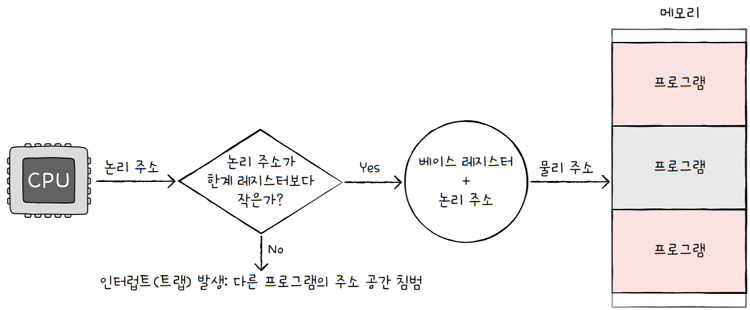 메모리
프로그램
CPU
논리 주소
논리 주소가
한계 레지스터보다
작은가?
Yes
베이스 레지스터
+
논리 주소
물리 주소
프로그램
No
프로그램
인터럽트(트랩) 발생: 다른 프로그램의 주소 공간 침범